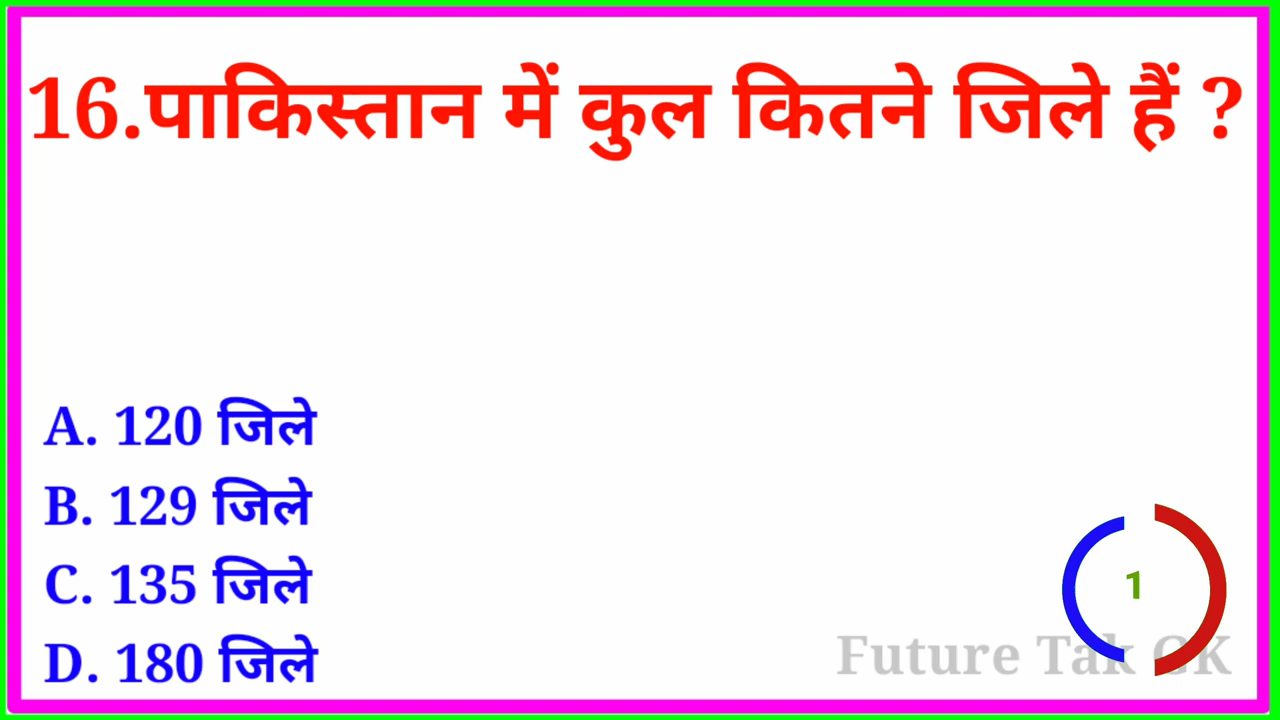 16.पाकिस्तान में कुल कितने जिले हैं ?
A. 120 जिले
B. 129 जिले
C. 135 जिले
D. 180 जिले
1
Future Tak GK